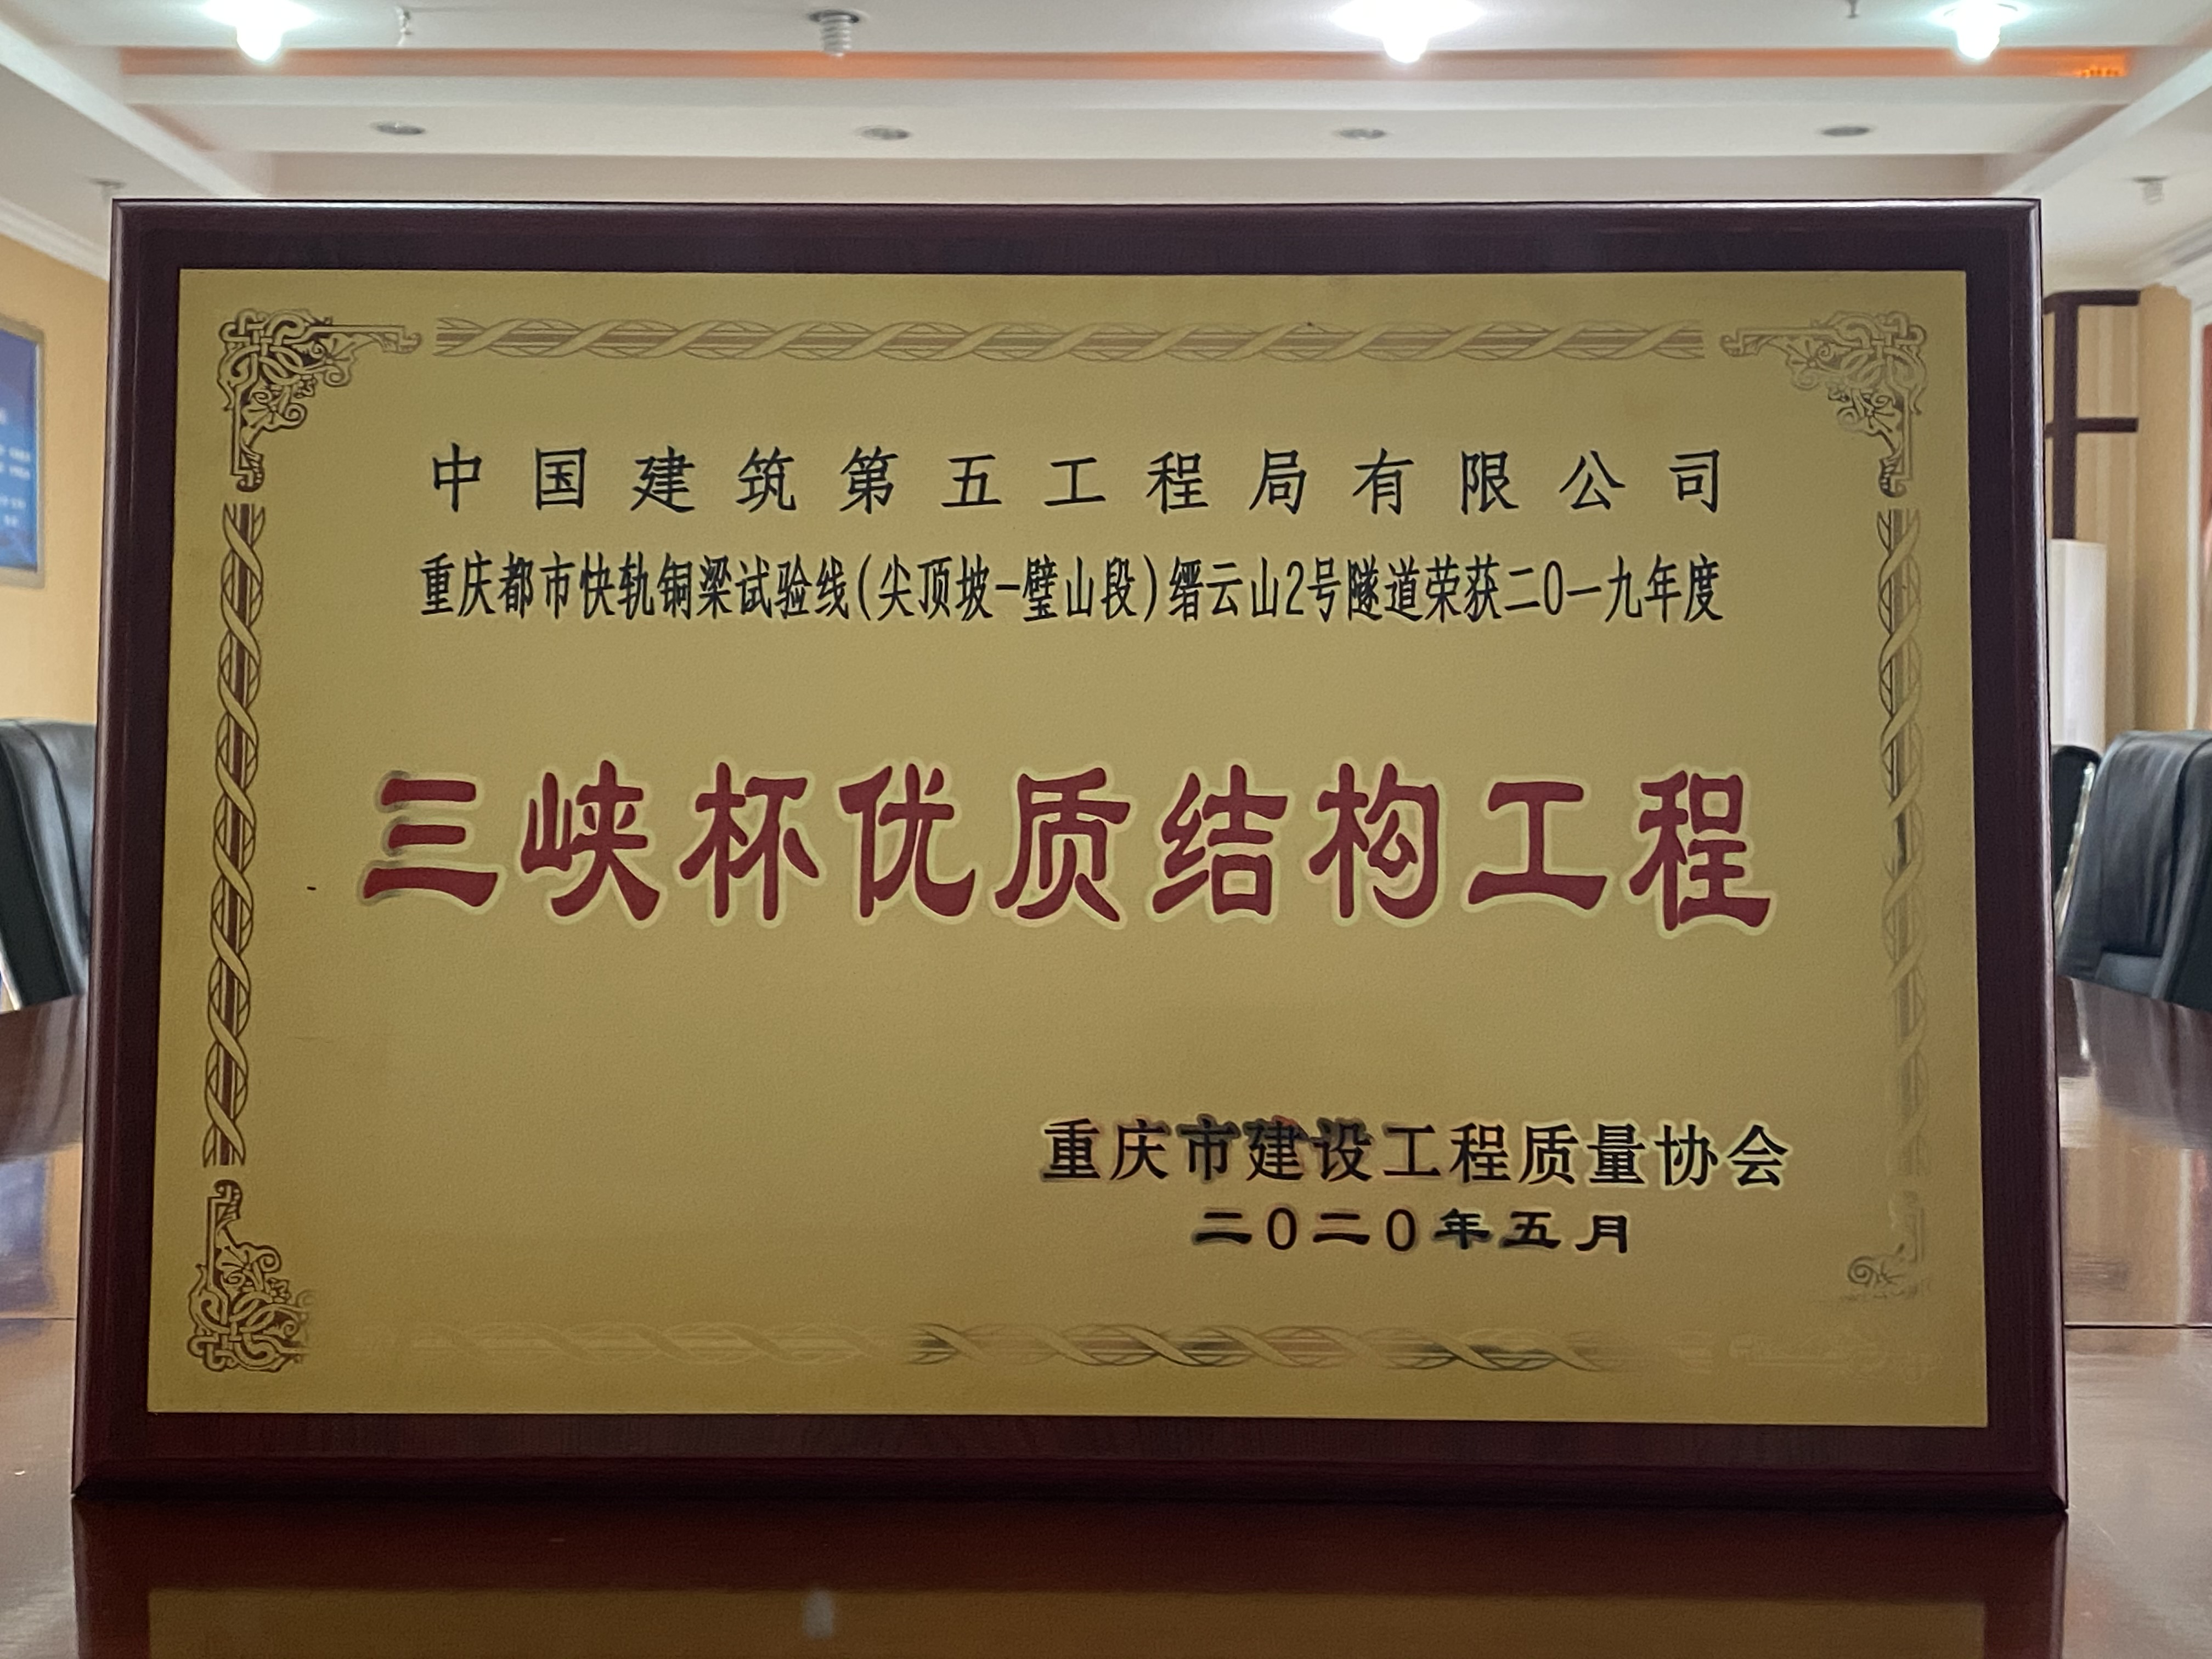 中国建筑第五工程局有限公司
重庆都市快轨铜梁试验线(尖顶坡-璧山段)缙云山2号隧道荣获二0一九年度
三峡杯优质结构工程
重庆市建设工程质量协会
二0二0年五月